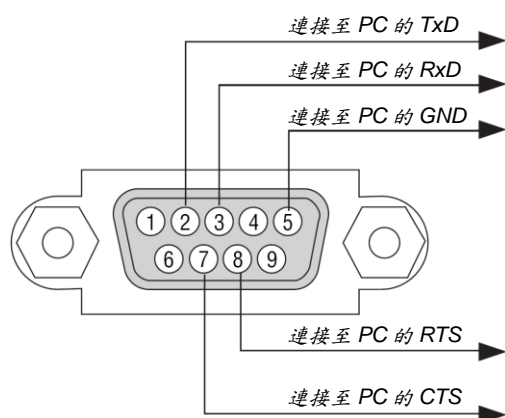 連接至 PC 的 TxD
連接至 PC 的 RxD
連接至 PC 的 GND
1 2 3 4 5
6 7 8 9
連接至 PC 的 RTS
連接至 PC 的 CTS